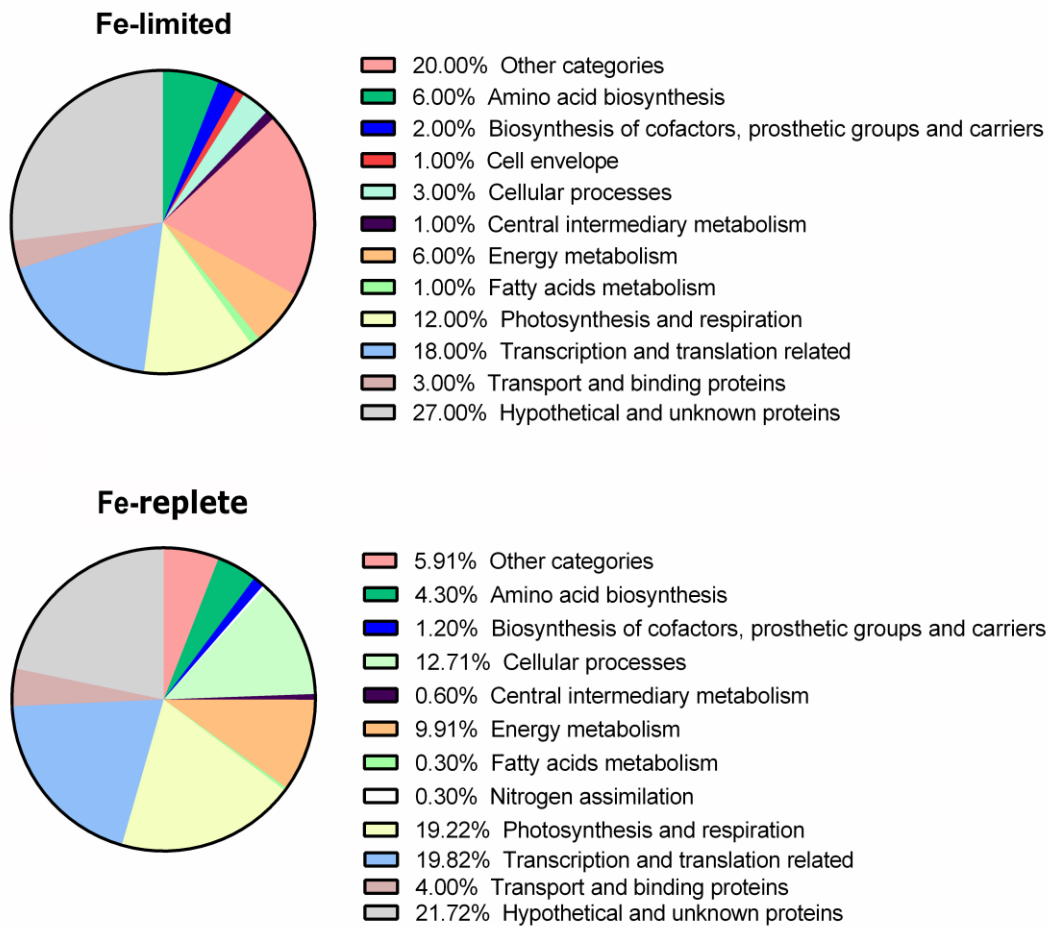 Fe-limited
20.00% Other categories
6.00% Amino acid biosynthesis
2.00% Biosynthesis of cofactors, prosthetic groups and carriers
1.00% Cell envelope
3.00% Cellular processes
1.00% Central intermediary metabolism
6.00% Energy metabolism
1.00% Fatty acids metabolism
12.00% Photosynthesis and respiration
18.00% Transcription and translation related
3.00% Transport and binding proteins
27.00% Hypothetical and unknown proteins
Fe-replete
5.91% Other categories
4.30% Amino acid biosynthesis
1.20% Biosynthesis of cofactors, prosthetic groups and carriers
12.71% Cellular processes
0.60% Central intermediary metabolism
9.91% Energy metabolism
0.30% Fatty acids metabolism
0.30% Nitrogen assimilation
19.22% Photosynthesis and respiration
19.82% Transcription and translation related
4.00% Transport and binding proteins
21.72% Hypothetical and unknown proteins